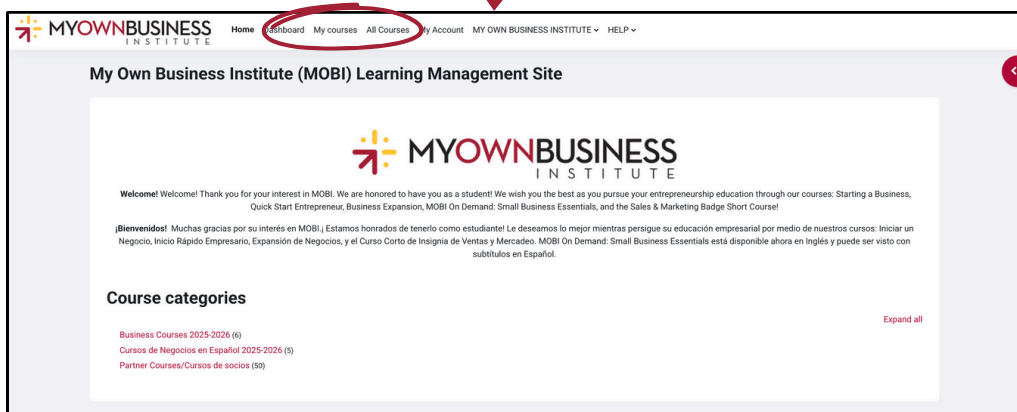 MYOWNBUSINESS
INSTITUTE
Home Dashboard My courses All Courses My Account MY OWN BUSINESS INSTITUTE HELP
My Own Business Institute (MOBI) Learning Management Site
MYOWNBUSINESS
INSTITUTE
Welcome! Welcome! Thank you for your interest in MOBI. We are honored to have you as a student! We wish you the best as you pursue your entrepreneurship education through our courses: Starting a Business,
Quick Start Entrepreneur, Business Expansion, MOBI On Demand: Small Business Essentials, and the Sales & Marketing Badge Short Course!
¡Bienvenidos! Muchas gracias por su interés en MOBI.¡ Estamos honrados de tenerlo como estudiante! Le deseamos lo mejor mientras persigue su educación empresarial por medio de nuestros cursos: Iniciar un
Negocio, Inicio Rápido Empresario, Expansión de Negocios, y el Curso Corto de Insignia de Ventas y Mercadeo. MOBI On Demand: Small Business Essentials está disponible ahora en Inglés y puede ser visto con
subtítulos en Español.
Course categories
Expand all
Business Courses 2025-2026 (6)
Cursos de Negocios en Español 2025-2026 (5)
Partner Courses/Cursos de socios (50)